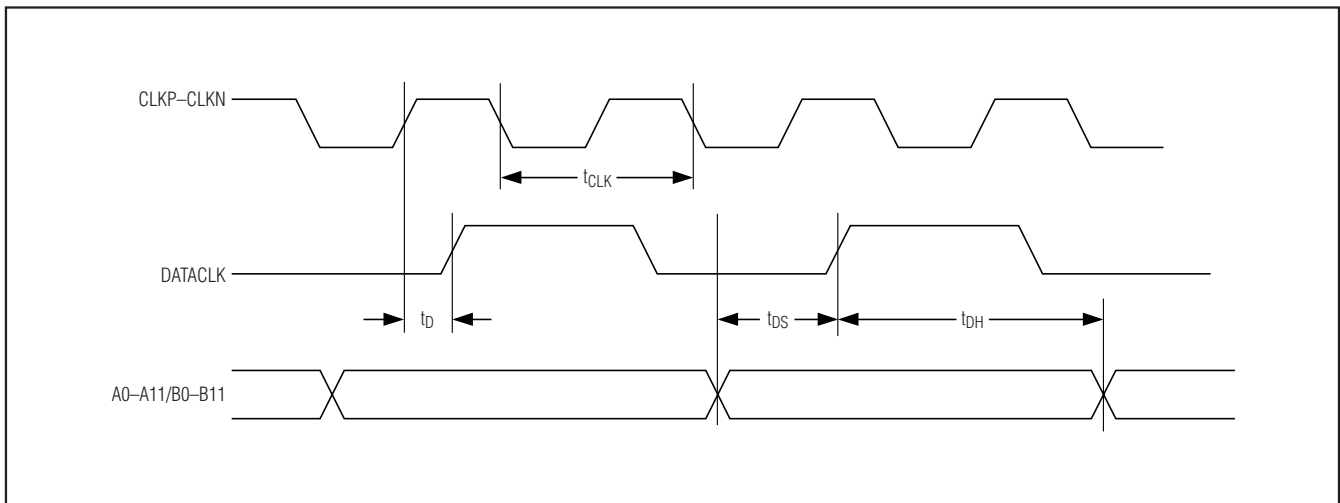 CLKP–CLKN
tCLK
DATACLK
tD
tDS
tDH
A0–A11/B0–B11